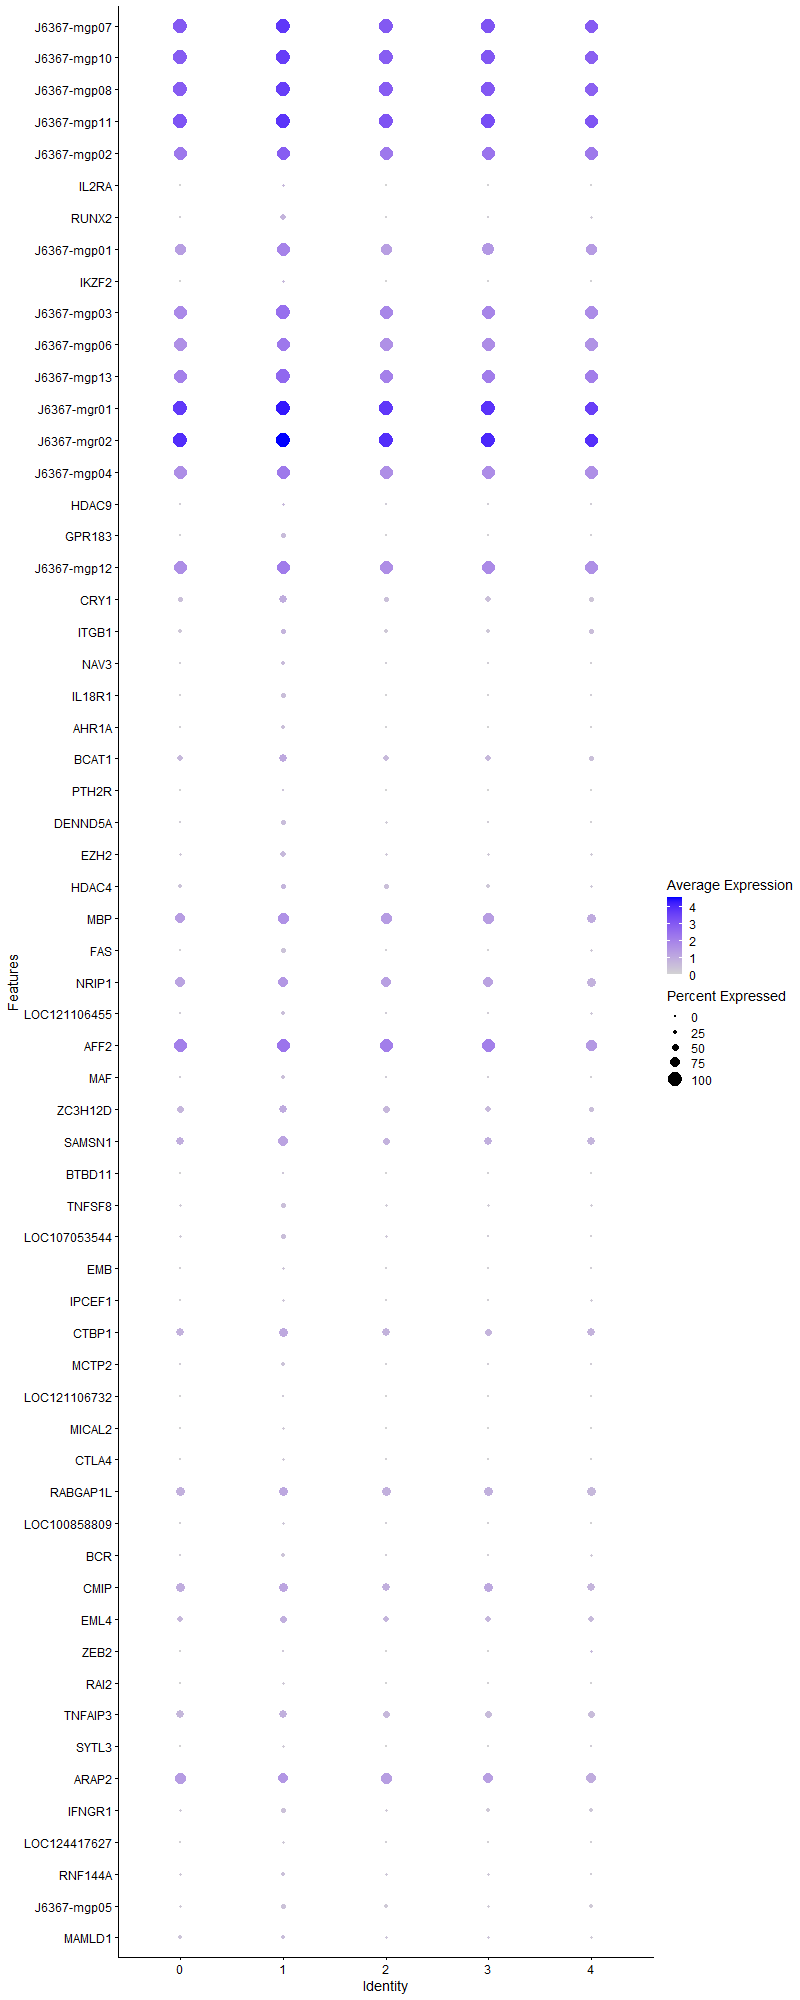 J6367-mgp07
J6367-mgp10
J6367-mgp08
J6367-mgp11
J6367-mgp02
IL2RA
RUNX2
J6367-mgp01
IKZF2
J6367-mgp03
J6367-mgp06
J6367-mgp13
J6367-mgr01
J6367-mgr02
J6367-mgp04
HDAC9
GPR183
J6367-mgp12
CRY1
ITGB1
NAV3
IL18R1
AHR1A
BCAT1
PTH2R
DENND5A
EZH2
HDAC4
MBP
FAS
NRIP1
LOC121106455
AFF2
MAF
ZC3H12D
SAMSN1
BTBD11
TNFSF8
LOC107053544
EMB
IPCEF1
CTBP1
MCTP2
LOC121106732
MICAL2
CTLA4
RABGAP1L
LOC100858809
BCR
CMIP
EML4
ZEB2
RAI2
TNFAIP3
SYTL3
ARAP2
IFNGR1
LOC124417627
RNF144A
J6367-mgp05
MAMLD1
Features
0 1 2 3 4
Identity
Average Expression
4
3
2
1
0
Percent Expressed
0
25
50
75
100